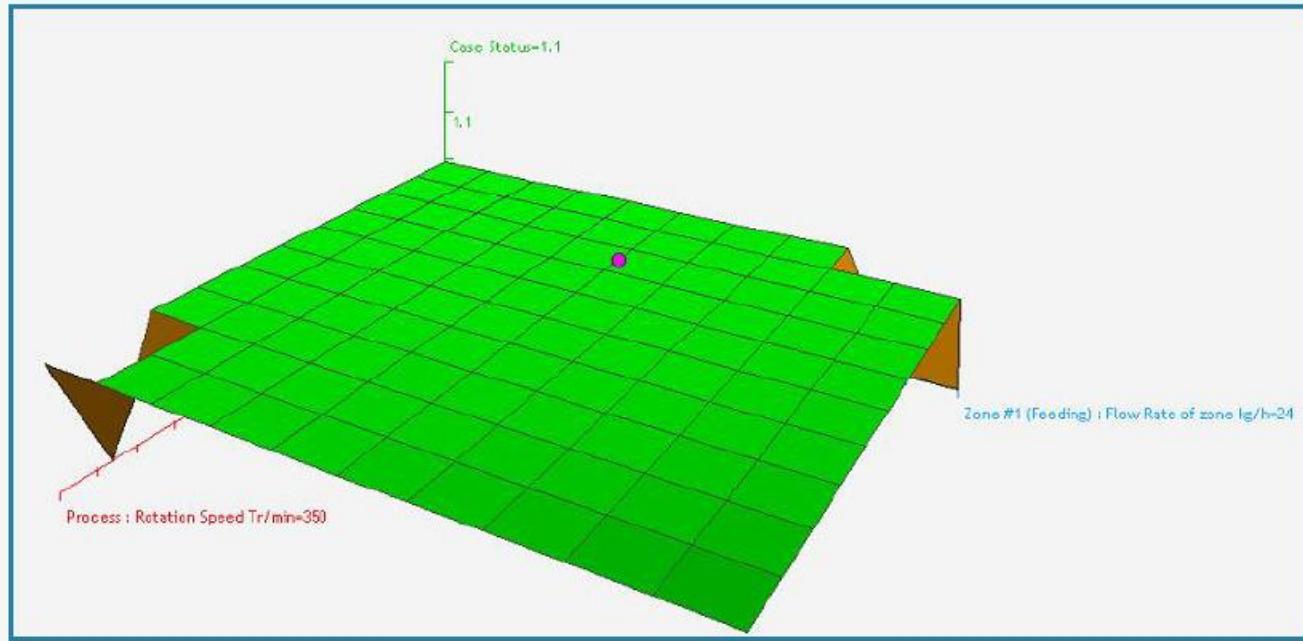 Case Status=1.1
1.1
Zone #1 (Feeding) : Flow Rate of zone kg/h=24
Process : Rotation Speed Tr/min=350